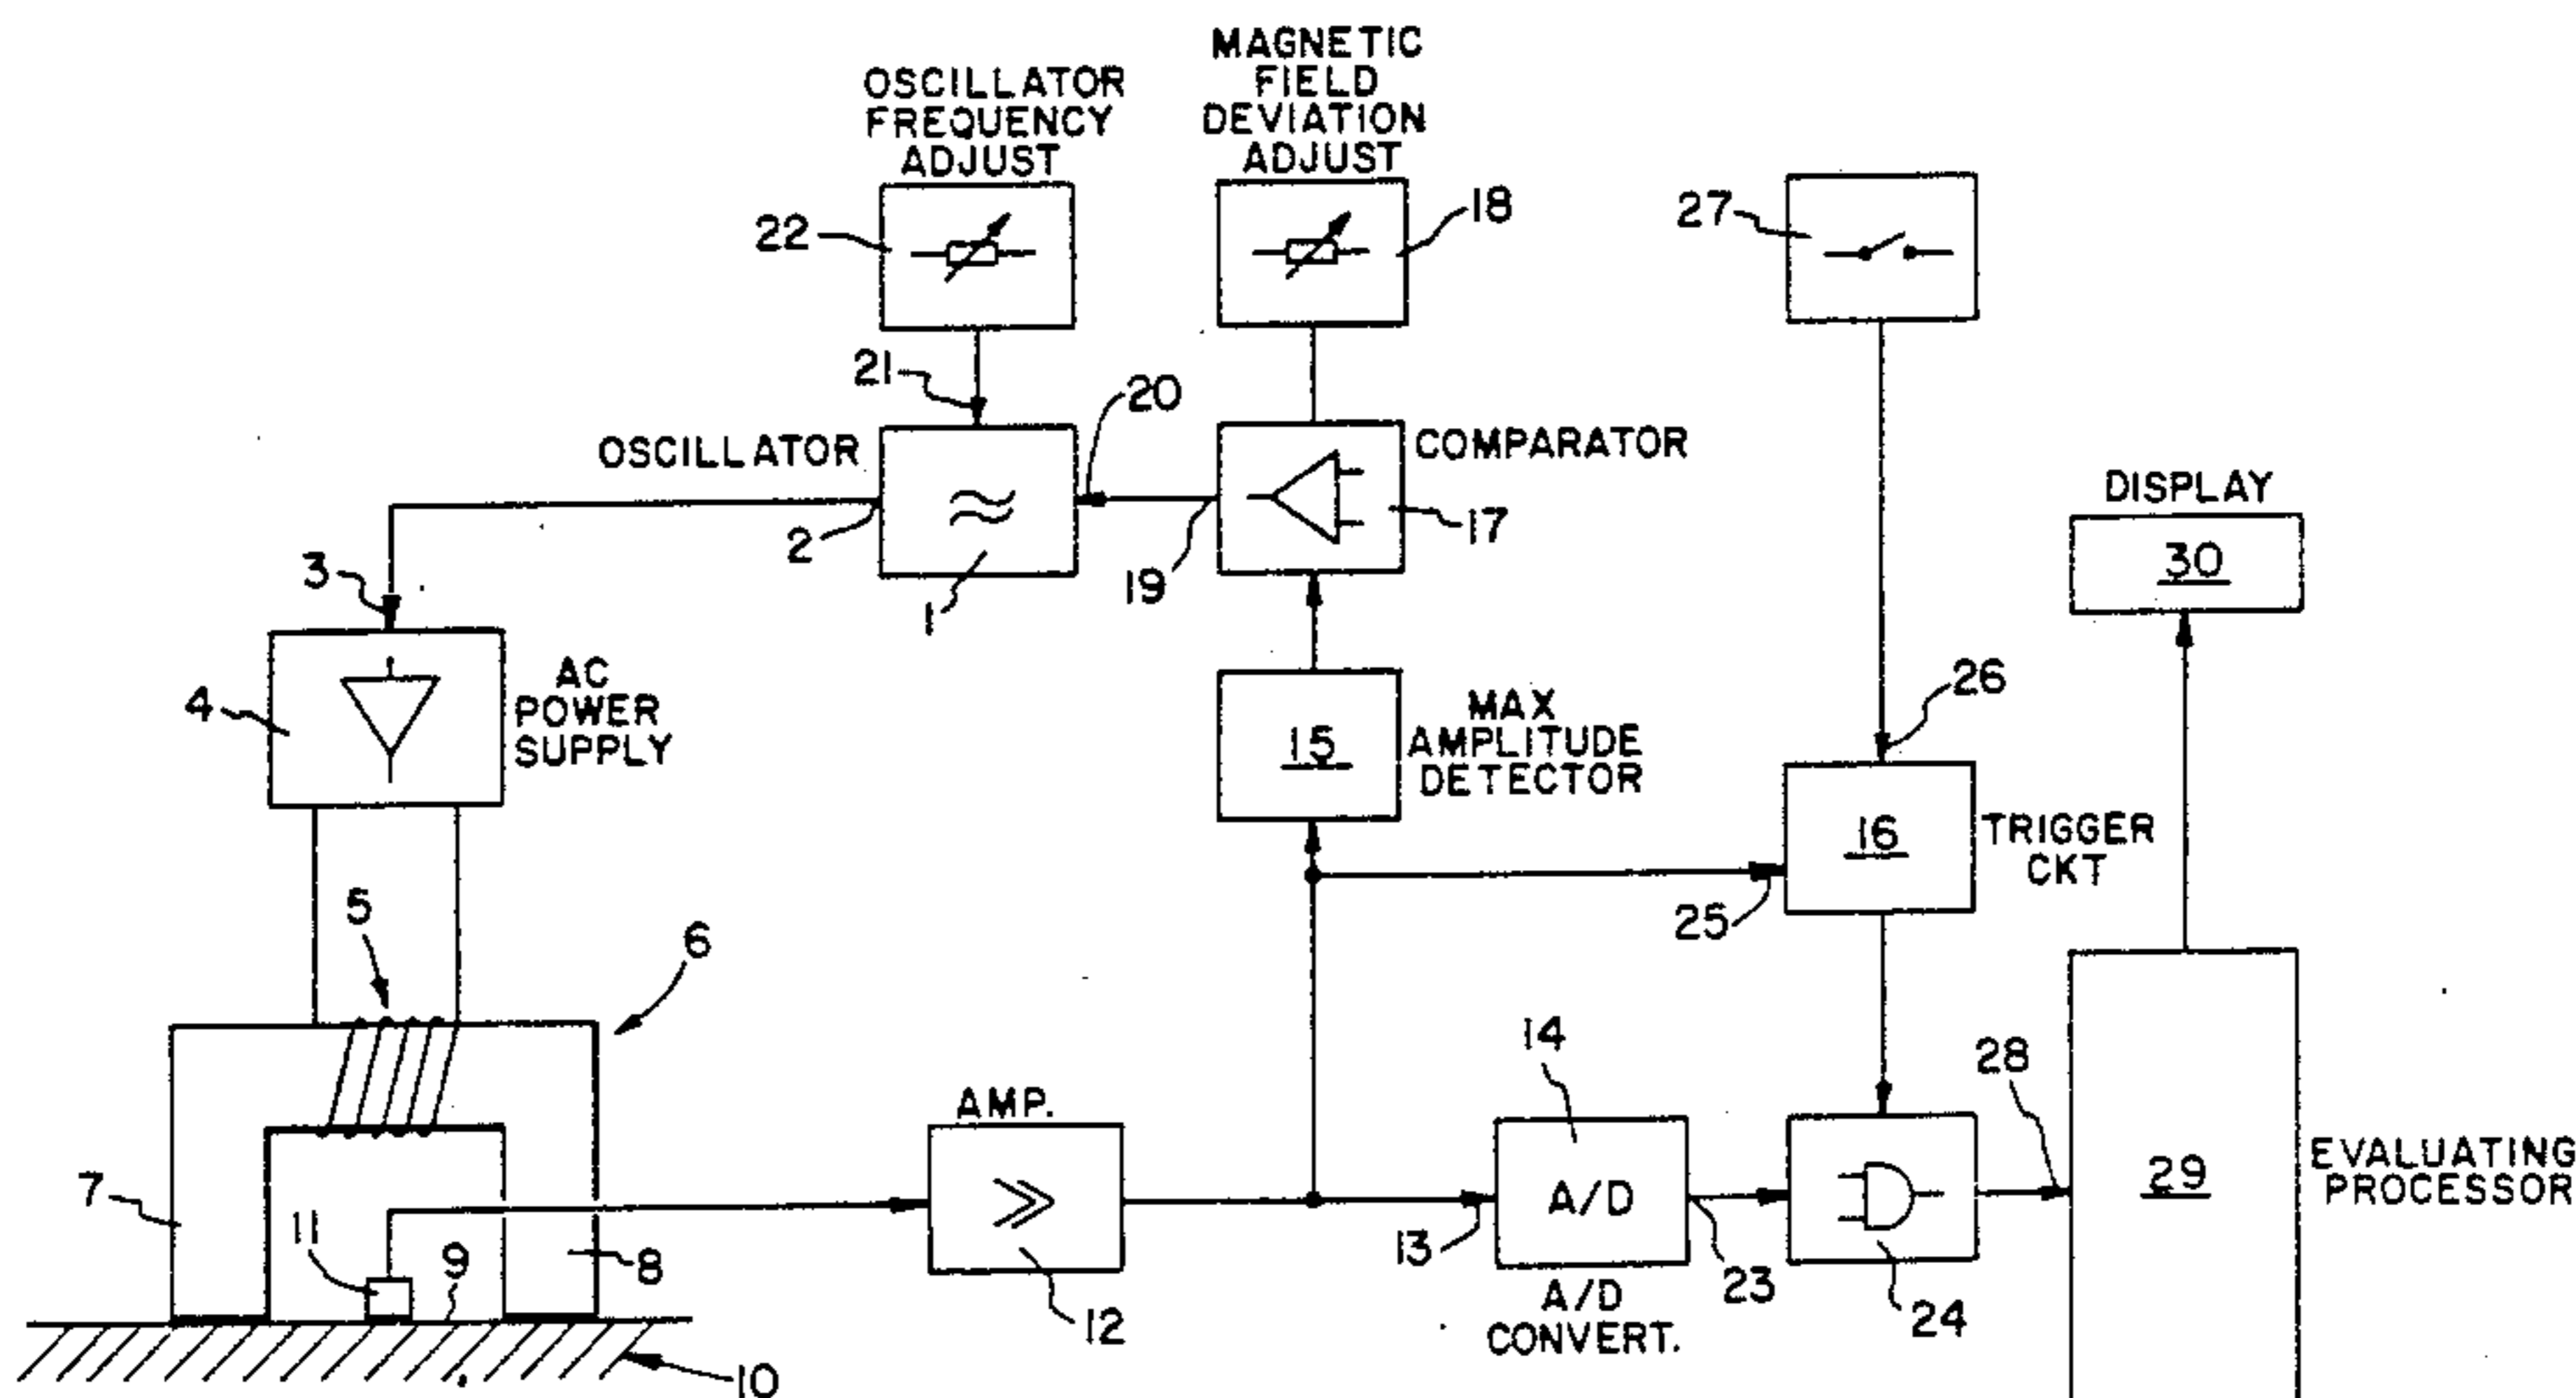 OSCILLATOR
FREQUENCY
ADJUST
MAGNETIC
FIELD
DEVIATION
ADJUST
22
18
27
21
20
OSCILLATOR
COMPARATOR
2
1
19
17
DISPLAY
30
3
4
AC
POWER
SUPPLY
15
MAX
AMPLITUDE
DETECTOR
26
16
TRIGGER
CKT
25
5
6
7
11
9
8
10
AMP.
12
13
14
A/D
A/D
CONVERT.
23
24
28
29
EVALUATING
PROCESSOR